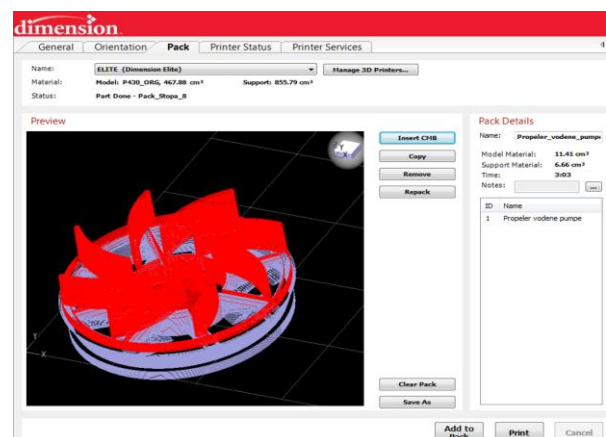 dimension
General Orientation Pack Printer Status Printer Services
Name: ELITE (Dimension Elite) Manage 3D Printers...
Material: Model: P430_ORG, 467.88 cm³ Support: 855.79 cm³
Status: Part Done - Pack_Stopa_8
Preview
Insert CMB
Copy
Remove
Repack
Clear Pack
Save As
Pack Details
Name: Propeler_vodene_pumpe
Model Material: 11.41 cm³
Support Material: 6.66 cm³
Time: 3:03
Notes: ...
ID Name
1 Propeler vodene pumpe
Y
X
Y
X
Add to Pack Print Cancel